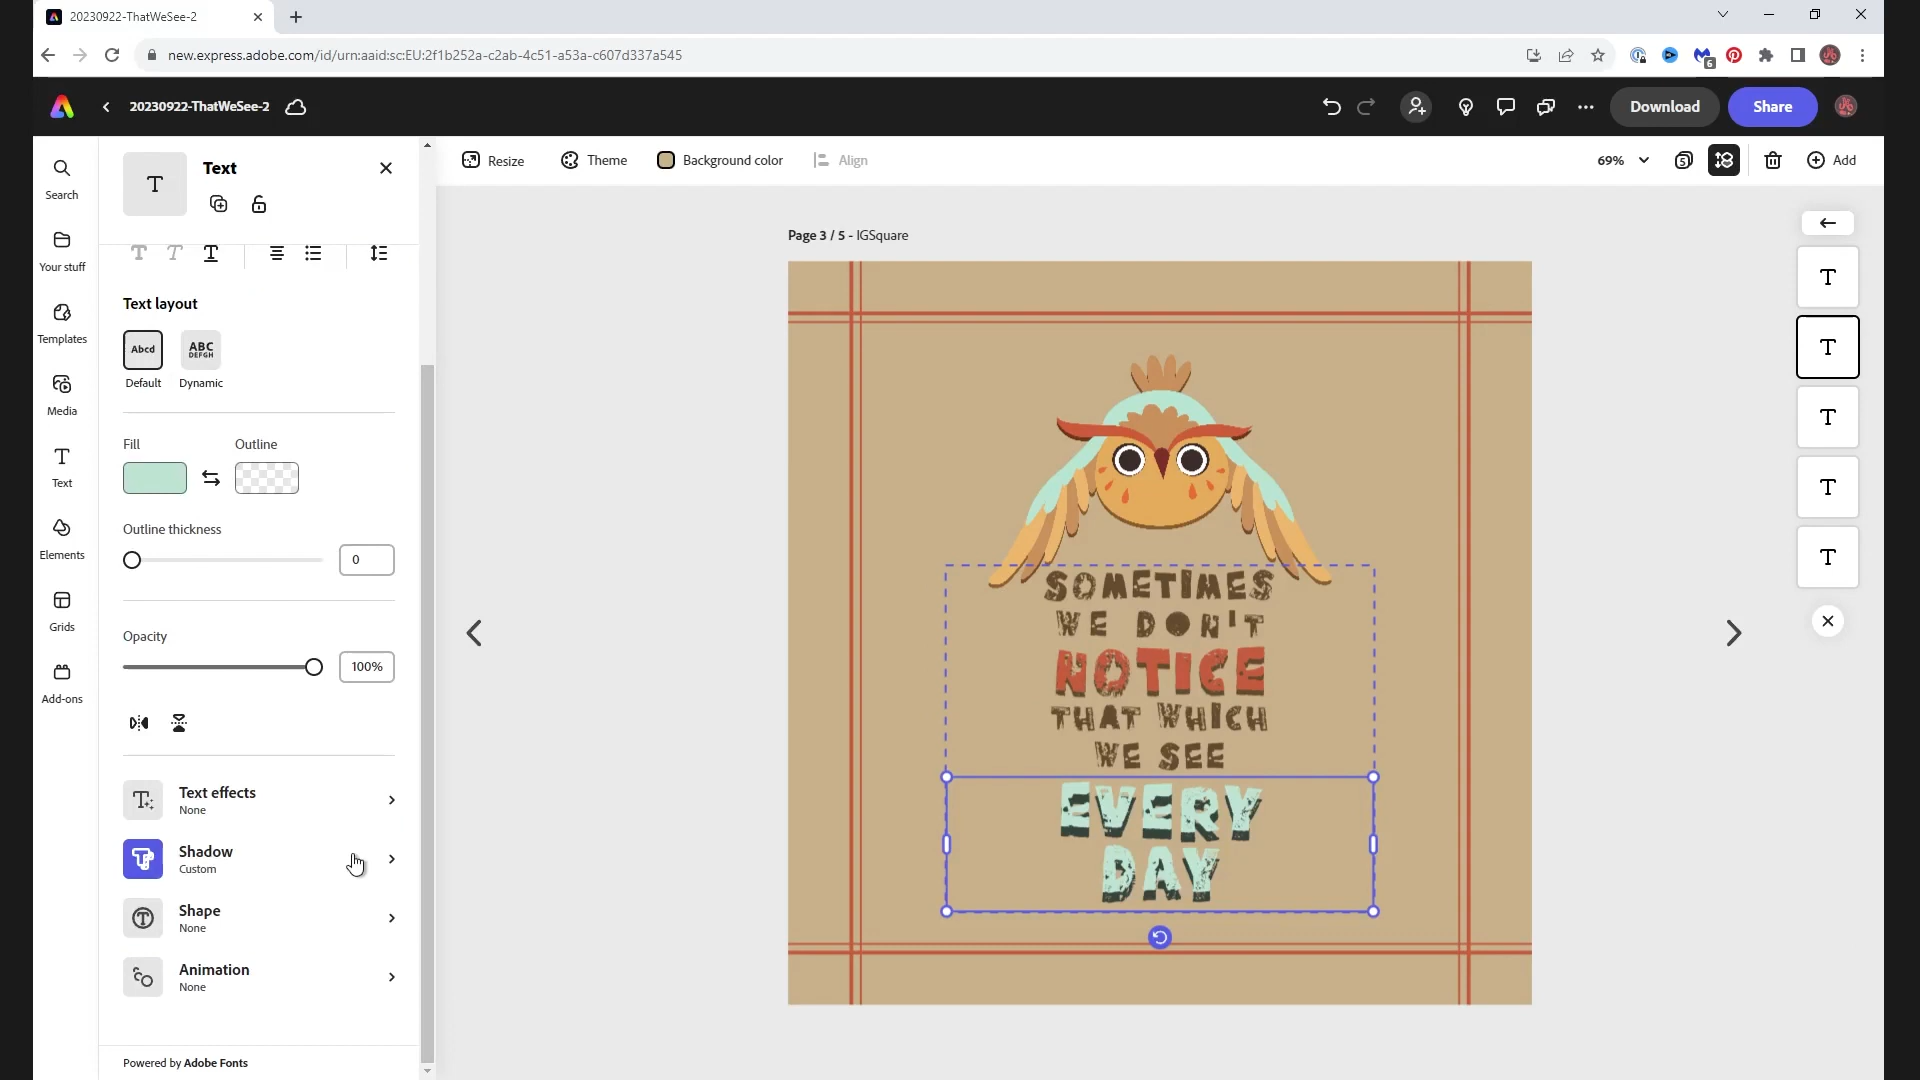 20230922-ThatWeSee-2
new.express.adobe.com/id/urn:aaid:sc:EU:2f1b252a-c2ab-4c51-a53a-c607d337a545
6
20230922-ThatWeSee-2
Download
Share
Search
Your stuff
Templates
Media
Text
Elements
Grids
Add-ons
T
Text
T T T
Text layout
Abcd
ABC
DEFGH
Default
Dynamic
Fill
Outline
Outline thickness
0
Opacity
100%
Text effects
None
Shadow
Custom
Shape
None
Animation
None
Powered by Adobe Fonts
Resize
Theme
Background color
Align
69%
5
Add
Page 3 / 5 - IGSquare
SOMETIMES
WE DON'T
NOTICE
THAT WHICH
WE SEE
EVERY
DAY
T
T
T
T
T